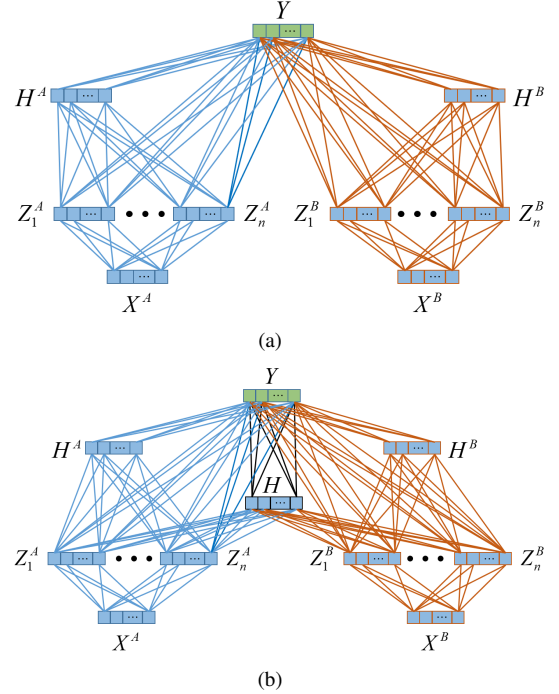 Y
H^A ... ... H^B
...
Z_1^A ... • • • ... Z_n^A Z_1^B ... • • • ... Z_n^B
... ...
X^A X^B
(a)
Y
...
H^A ... ... H^B
H
...
Z_1^A ... • • • ... Z_n^A Z_1^B ... • • • ... Z_n^B
... ...
X^A X^B
(b)